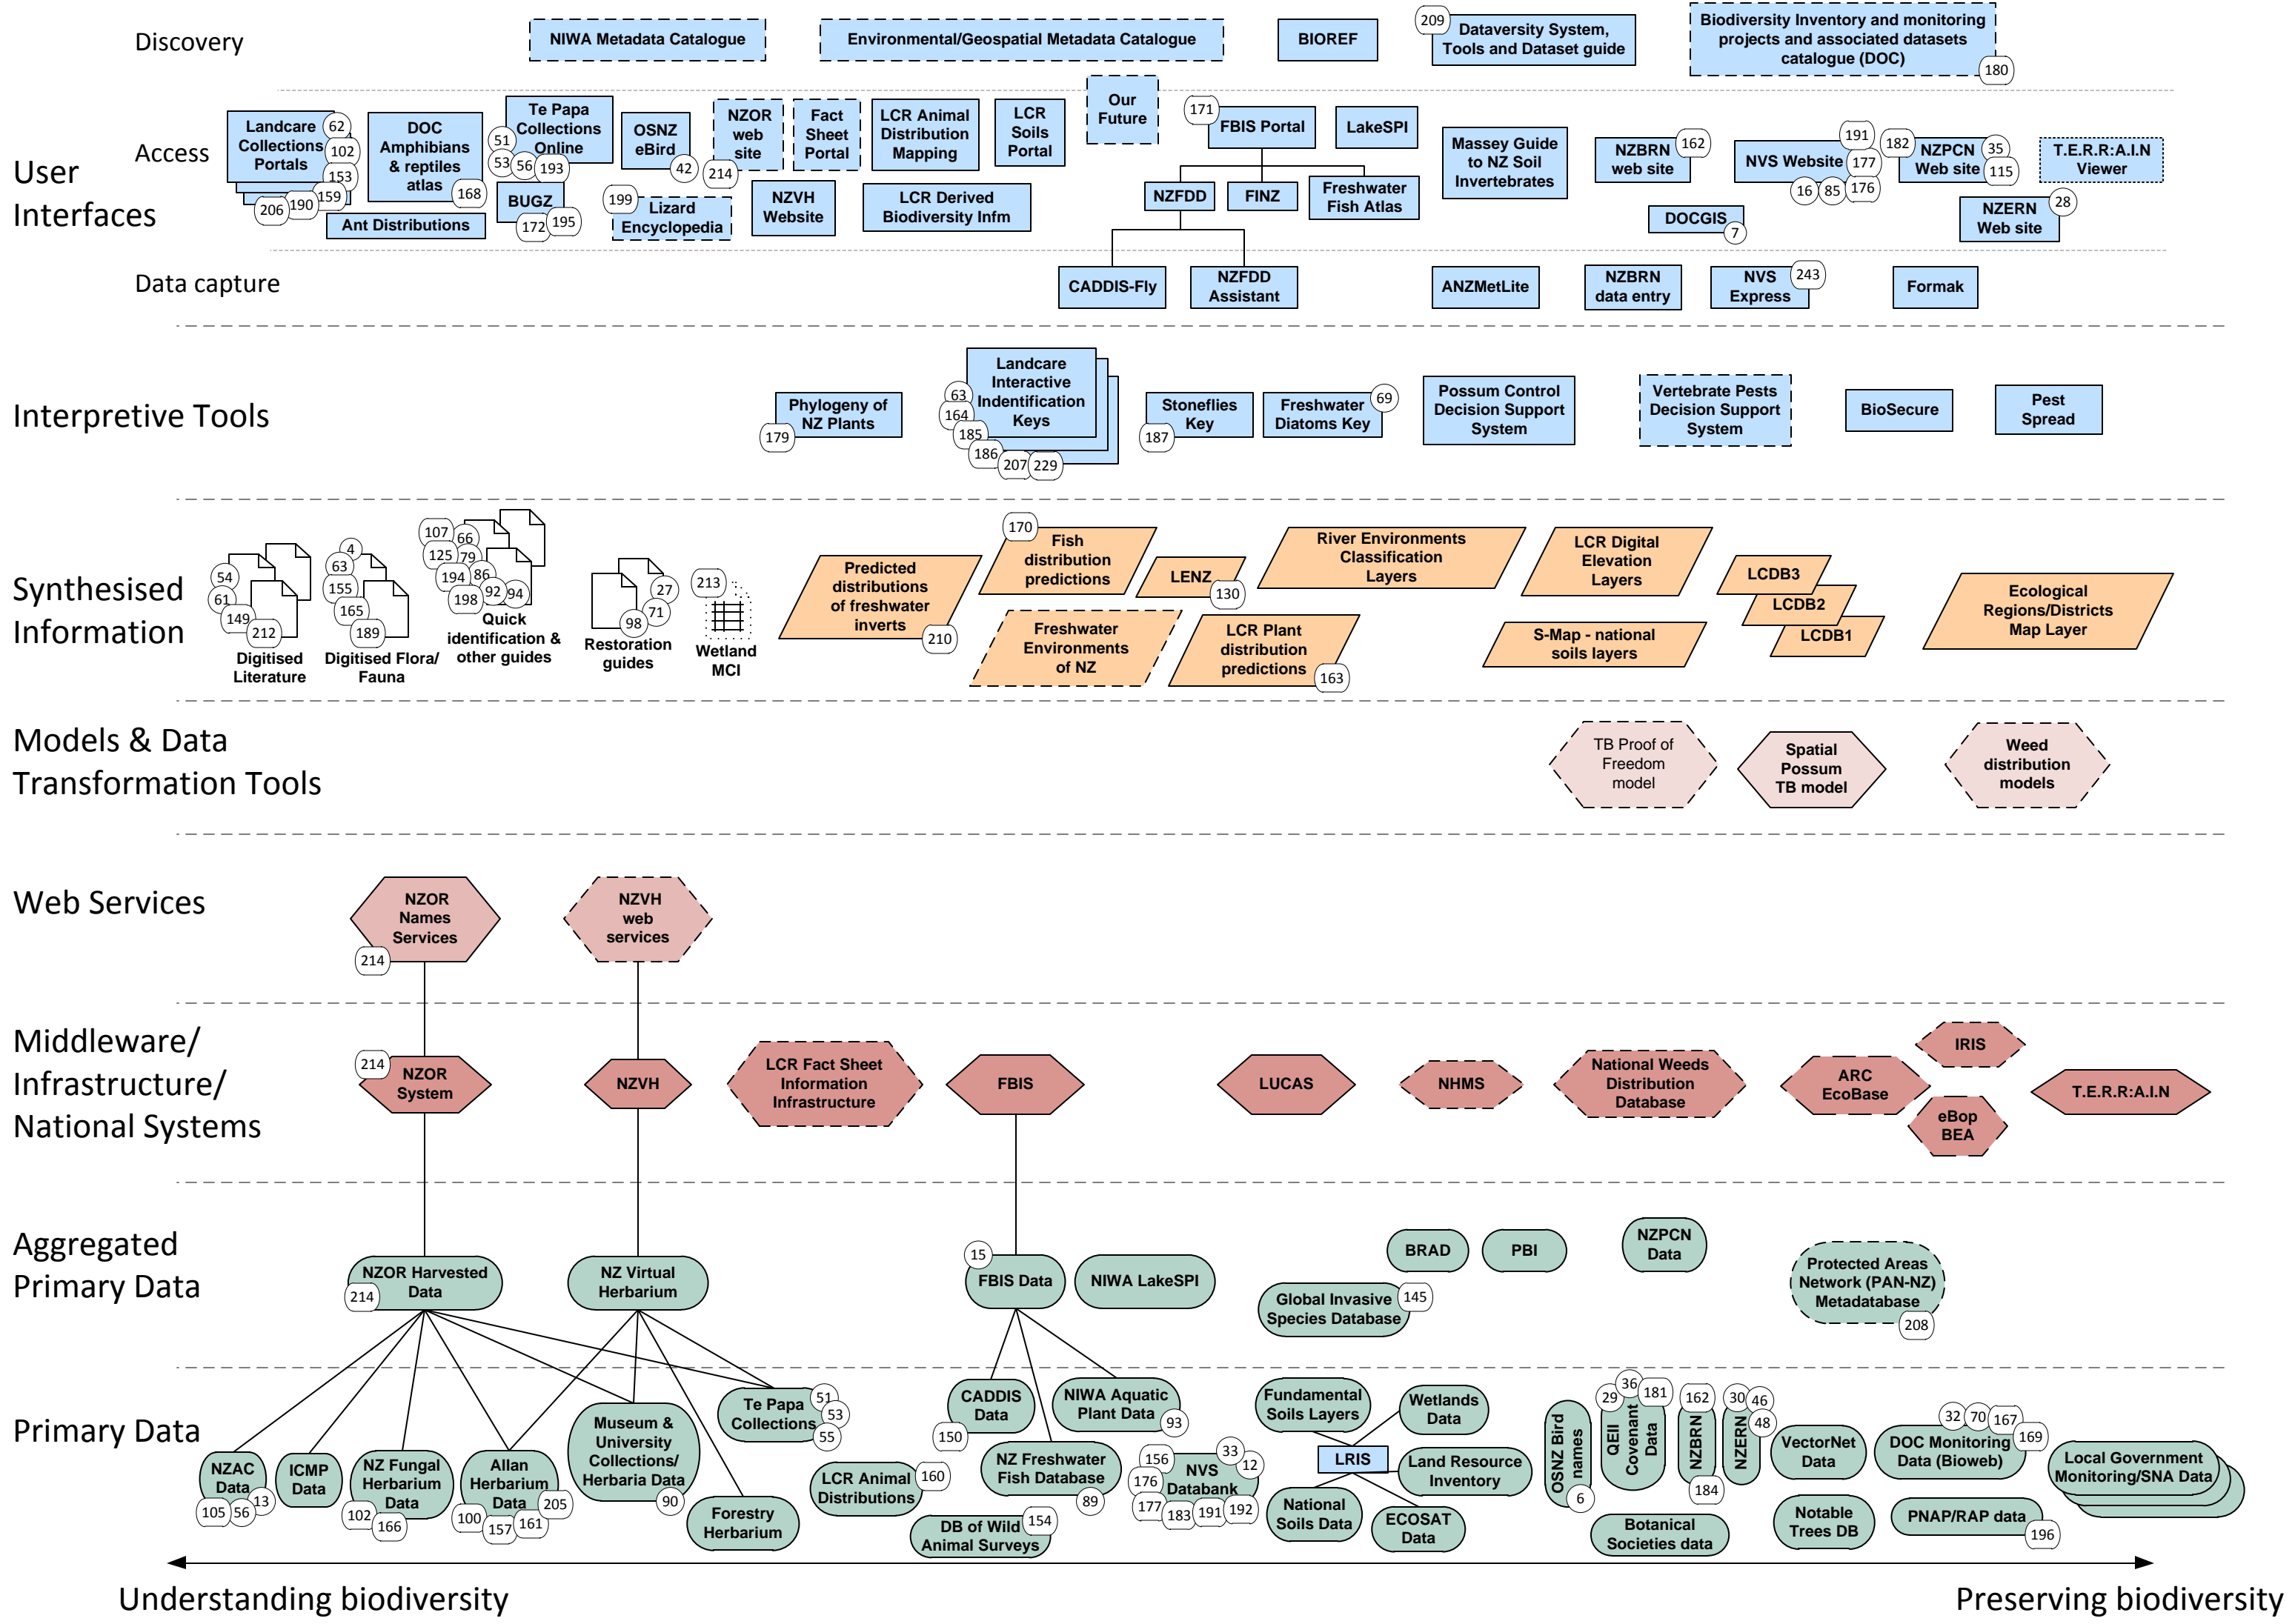 Discovery
NIWA Metadata Catalogue
Environmental/Geospatial Metadata Catalogue
BIOREF
209
Dataversity System,
Tools and Dataset guide
Biodiversity Inventory and monitoring
projects and associated datasets
catalogue (DOC)
180
User
Interfaces
Access
Landcare
Collections
Portals
62
102
153
159
190
206
DOC
Amphibians
& reptiles
atlas
168
Ant Distributions
Te Papa
Collections
Online
51
53
56
193
BUGZ
172
195
OSNZ
eBird
42
199
Lizard
Encyclopedia
NZOR
web
site
214
Fact
Sheet
Portal
NZVH
Website
LCR Animal
Distribution
Mapping
LCR
Soils
Portal
LCR Derived
Biodiversity Infm
Our
Future
171
FBIS Portal
LakeSPI
NZFDD
FINZ
Freshwater
Fish Atlas
Massey Guide
to NZ Soil
Invertebrates
NZBRN
web site
162
DOCGIS
7
NVS Website
191
177
176
85
16
182
NZPCN
Web site
35
115
NZERN
Web site
28
T.E.R.R:A.I.N
Viewer
Data capture
CADDIS-Fly
NZFDD
Assistant
ANZMetLite
NZBRN
data entry
NVS
Express
243
Formak
Interpretive Tools
Phylogeny of
NZ Plants
179
Landcare
Interactive
Indentification
Keys
63
164
185
186
207
229
Stoneflies
Key
187
Freshwater
Diatoms Key
69
Possum Control
Decision Support
System
Vertebrate Pests
Decision Support
System
BioSecure
Pest
Spread
Synthesised
Information
54
61
149
212
Digitised
Literature
4
63
155
165
189
Digitised Flora/
Fauna
107
66
125
79
194
86
198
92
94
Quick
identification &
other guides
27
71
98
Restoration
guides
213
Wetland
MCI
Predicted
distributions
of freshwater
inverts
210
170
Fish
distribution
predictions
Freshwater
Environments
of NZ
LENZ
130
LCR Plant
distribution
predictions
163
River Environments
Classification
Layers
LCR Digital
Elevation
Layers
S-Map - national
soils layers
LCDB3
LCDB2
LCDB1
Ecological
Regions/Districts
Map Layer
Models & Data
Transformation Tools
TB Proof of
Freedom
model
Spatial
Possum
TB model
Weed
distribution
models
Web Services
NZOR
Names
Services
214
NZVH
web
services
Middleware/
Infrastructure/
National Systems
214
NZOR
System
NZVH
LCR Fact Sheet
Information
Infrastructure
FBIS
LUCAS
NHMS
National Weeds
Distribution
Database
ARC
EcoBase
IRIS
eBop
BEA
T.E.R.R:A.I.N
Aggregated
Primary Data
NZOR Harvested
Data
214
NZ Virtual
Herbarium
15
FBIS Data
NIWA LakeSPI
Global Invasive
Species Database
145
BRAD
PBI
NZPCN
Data
Protected Areas
Network (PAN-NZ)
Metadatabase
208
Primary Data
NZAC
Data
13
56
105
ICMP
Data
NZ Fungal
Herbarium
Data
102
166
Allan
Herbarium
Data
100
157
161
205
Museum &
University
Collections/
Herbaria Data
90
Forestry
Herbarium
Te Papa
Collections
51
53
55
LCR Animal
Distributions
160
CADDIS
Data
150
DB of Wild
Animal Surveys
154
NZ Freshwater
Fish Database
89
NIWA Aquatic
Plant Data
93
NVS
Databank
156
176
177
183
191
192
12
33
Fundamental
Soils Layers
Wetlands
Data
LRIS
Land Resource
Inventory
National
Soils Data
ECOSAT
Data
OSNZ Bird
names
6
QEII
Covenant
Data
29
36
181
NZBRN
162
184
NZERN
30
46
48
Botanical
Societies data
VectorNet
Data
Notable
Trees DB
DOC Monitoring
Data (Bioweb)
32
70
167
169
PNAP/RAP data
196
Local Government
Monitoring/SNA Data
Understanding biodiversity
Preserving biodiversity